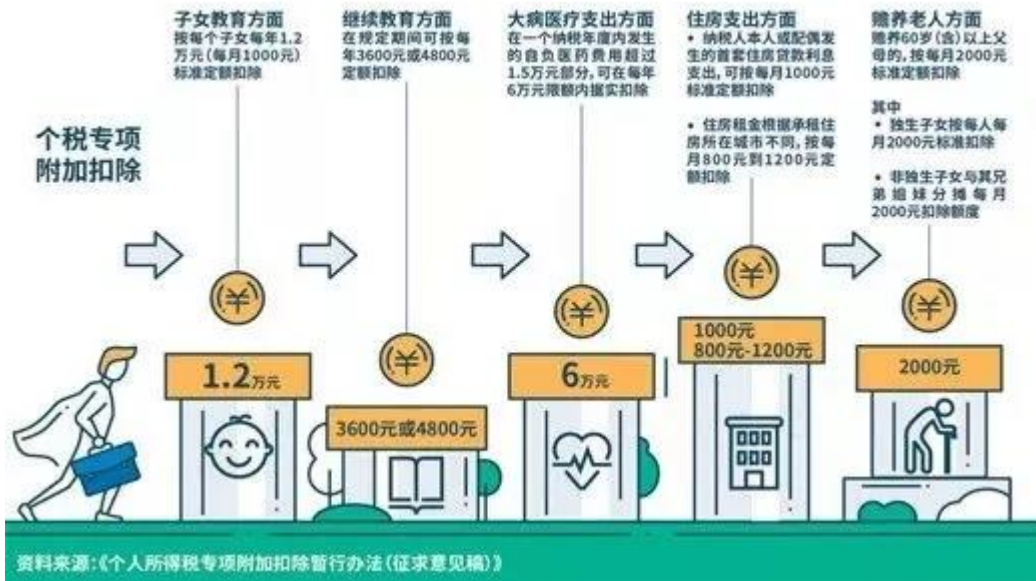 个税专项
附加扣除
子女教育方面
按每个子女每年1.2
万元(每月1000元)
标准定额扣除
继续教育方面
在规定期间可按每
年3600元或4800元
定额扣除
大病医疗支出方面
在一个纳税年度内发生
的自负医药费用超过
1.5万元部分,可在每年
6万元限额内据实扣除
住房支出方面
• 纳税人本人或配偶发
生的首套住房贷款利息
支出,可按每月1000元
标准定额扣除
• 住房租金根据承租住
房所在城市不同,按每
月800元到1200元定
额扣除
赡养老人方面
赡养60岁(含)以上父
母的,按每月2000元
标准定额扣除
其中
• 独生子女按每人每
月2000元标准扣除
• 非独生子女与其兄
弟姐妹分摊每月
2000元扣除额度
¥
¥
¥
¥
¥
1.2万元
3600元或4800元
6万元
1000元
800元-1200元
2000元
资料来源:《个人所得税专项附加扣除暂行办法(征求意见稿)》